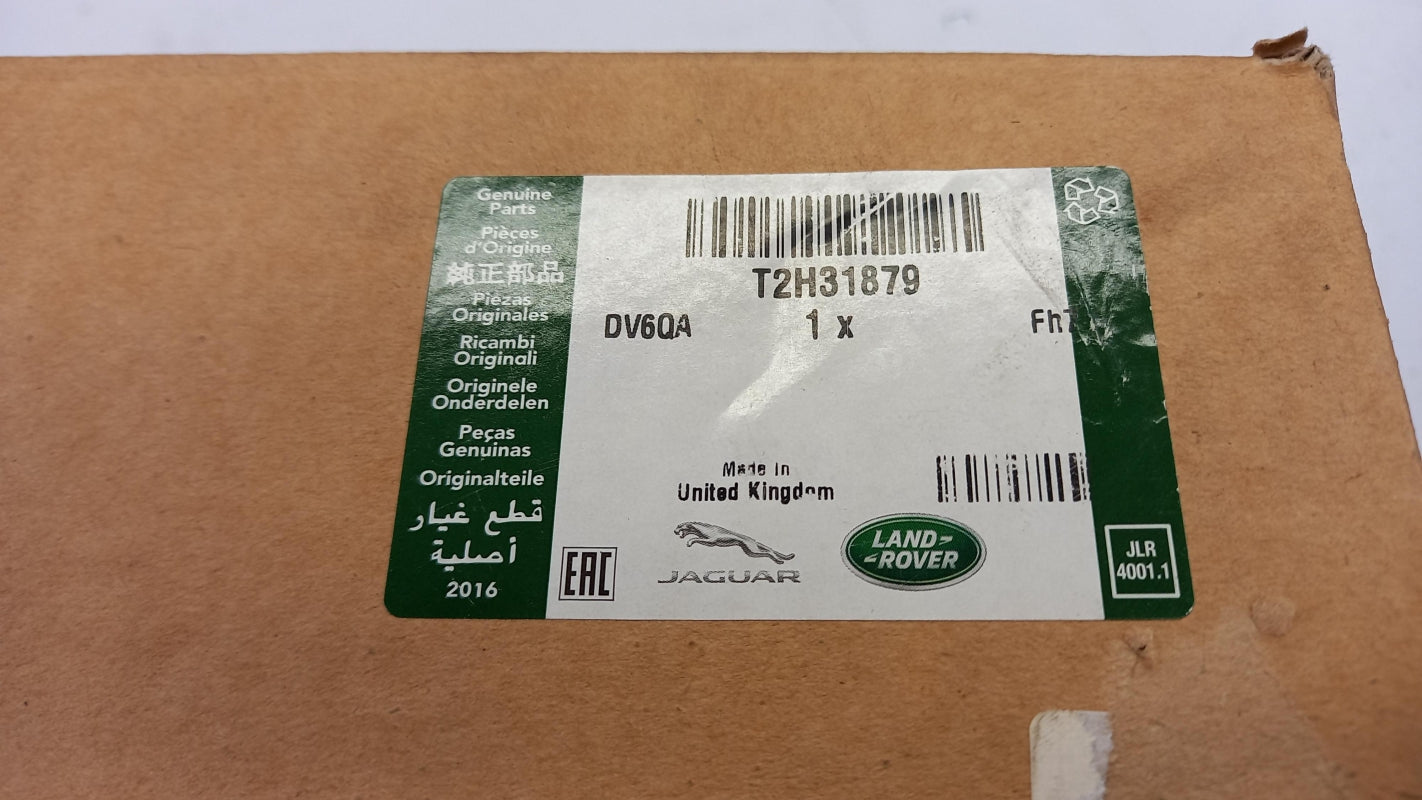 Genuine
Parts
Pièces
d'Origine
純正部品
Piezas
Originales
Ricambi
Originali
Originele
Onderdelen
Peças
Genuinas
Originalteile
قطع غيار
أصلية
2016
T2H31879
DV6QA 1 x
Made in
United Kingdom
EAC
JAGUAR
LAND-
-ROVER
JLR
4001.1